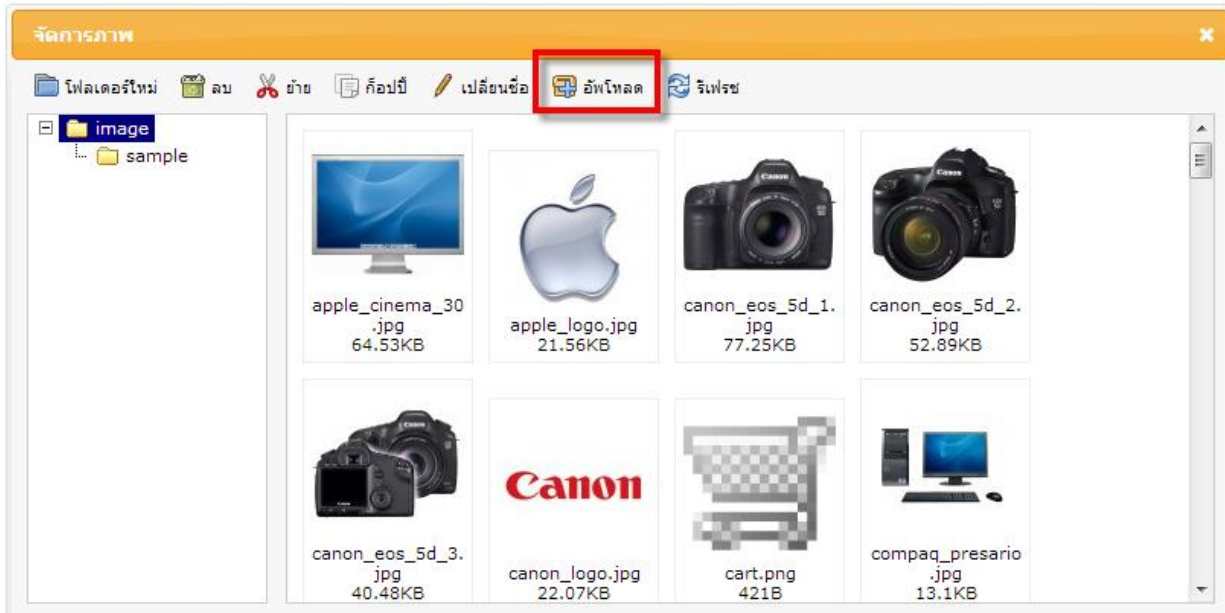 จัดการภาพ
โฟลเดอร์ใหม่ ลบ ย้าย ก็อปปี้ เปลี่ยนชื่อ อัพโหลด รีเฟรช
image
sample
apple_cinema_30
.jpg
64.53KB
apple_logo.jpg
21.56KB
canon_eos_5d_1.
jpg
77.25KB
canon_eos_5d_2.
jpg
52.89KB
canon_eos_5d_3.
jpg
40.48KB
Canon
canon_logo.jpg
22.07KB
cart.png
421B
compaq_presario
.jpg
13.1KB